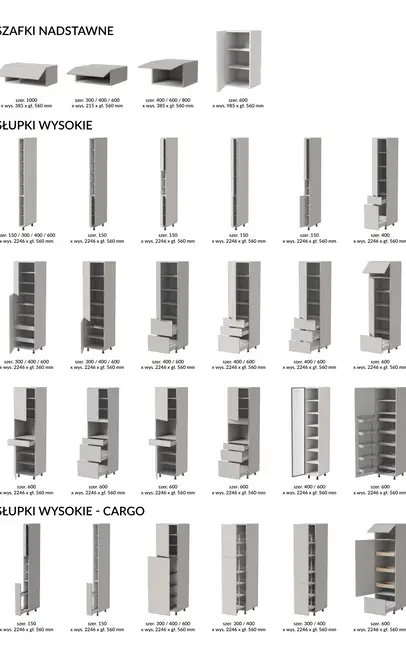 SZAFKI NADSTAWNE
szer. 1000
x wys. 385 x gł. 560 mm
szer. 300 / 400 / 600
x wys. 215 x gł. 560 mm
szer. 400 / 600 / 800
x wys. 385 x gł. 560 mm
szer. 600
x wys. 985 x gł. 560 mm
SŁUPKI WYSOKIE
szer. 150 / 300 / 400 / 600
x wys. 2246 x gł. 560 mm
szer. 150
x wys. 2246 x gł. 560 mm
szer. 150
x wys. 2246 x gł. 560 mm
szer. 150
x wys. 2246 x gł. 560 mm
szer. 150
x wys. 2246 x gł. 560 mm
szer. 400
x wys. 2246 x gł. 560 mm
szer. 300 / 400 / 600
x wys. 2246 x gł. 560 mm
szer. 300 / 400 / 600
x wys. 2246 x gł. 560 mm
szer. 400 / 600
x wys. 2246 x gł. 560 mm
szer. 400 / 600
x wys. 2246 x gł. 560 mm
szer. 400 / 600
x wys. 2246 x gł. 560 mm
szer. 600
x wys. 2246 x gł. 560 mm
szer. 600
x wys. 2246 x gł. 560 mm
szer. 600
x wys. 2246 x gł. 560 mm
szer. 600
x wys. 2246 x gł. 560 mm
szer. 600
x wys. 2246 x gł. 560 mm
szer. 400 / 600
x wys. 2246 x gł. 560 mm
szer. 600
x wys. 2246 x gł. 560 mm
SŁUPKI WYSOKIE - CARGO
szer. 150
x wys. 2246 x gł. 560 mm
szer. 150
x wys. 2246 x gł. 560 mm
szer. 300 / 400 / 600
x wys. 2246 x gł. 560 mm
szer. 300 / 400
x wys. 2246 x gł. 560 mm
szer. 300 / 400
x wys. 2246 x gł. 560 mm
szer. 600
x wys. 2246 x gł. 560 mm